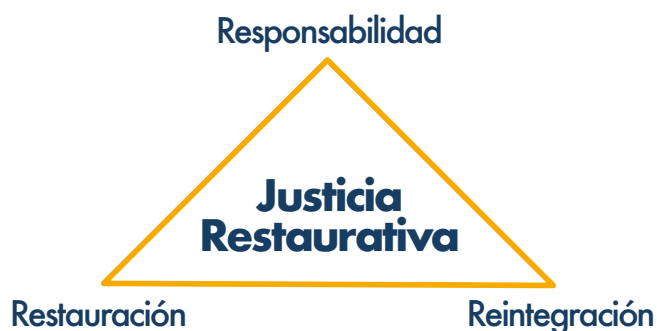 Responsabilidad
Justicia
Restaurativa
Restauración
Reintegración